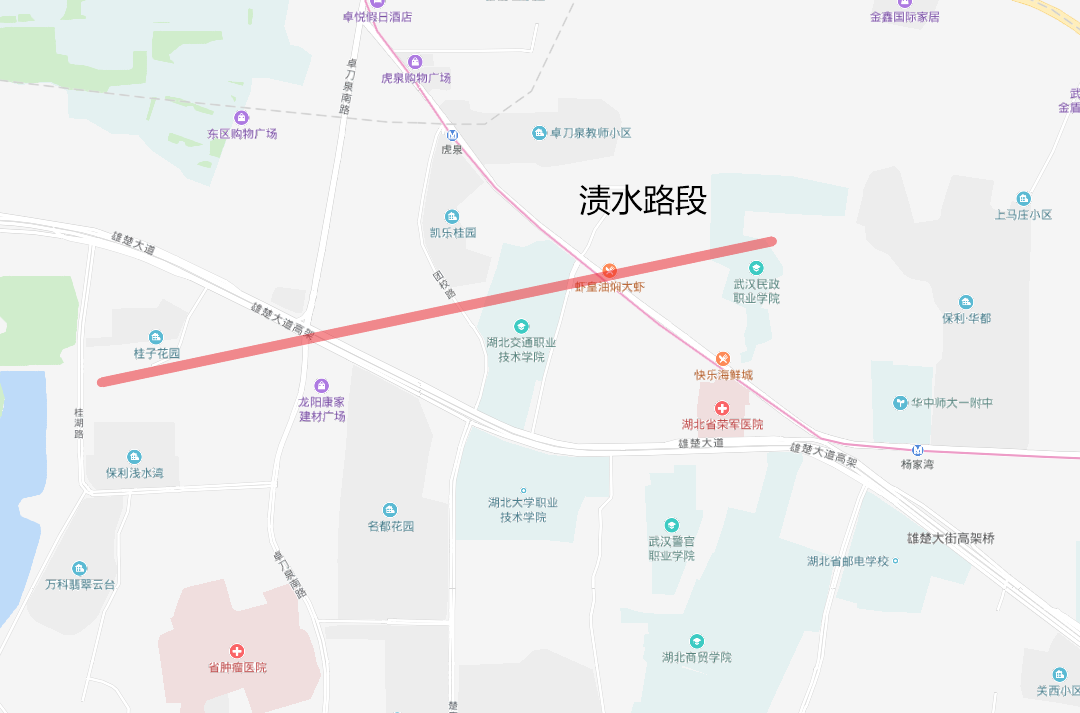 卓悦假日酒店
金鑫国际家居
虎泉购物广场
卓刀泉南路
东区购物广场
卓刀泉教师小区
虎泉
武
金盾
渍水路段
上马庄小区
凯乐桂园
雄楚大道
团校路
虾皇油焖大虾
武汉民政
职业学院
雄楚大道高架
保利·华都
桂子花园
湖北交通职业
技术学院
快乐海鲜城
龙阳康家
建材广场
桂湖路
湖北省荣军医院
华中师大一附中
雄楚大道
雄楚大道高架
杨家湾
保利浅水湾
湖北大学职业
技术学院
名都花园
武汉警官
职业学院
雄楚大街高架桥
湖北省邮电学校
万科翡翠云台
卓刀泉南路
省肿瘤医院
湖北商贸学院
关西小区
楚